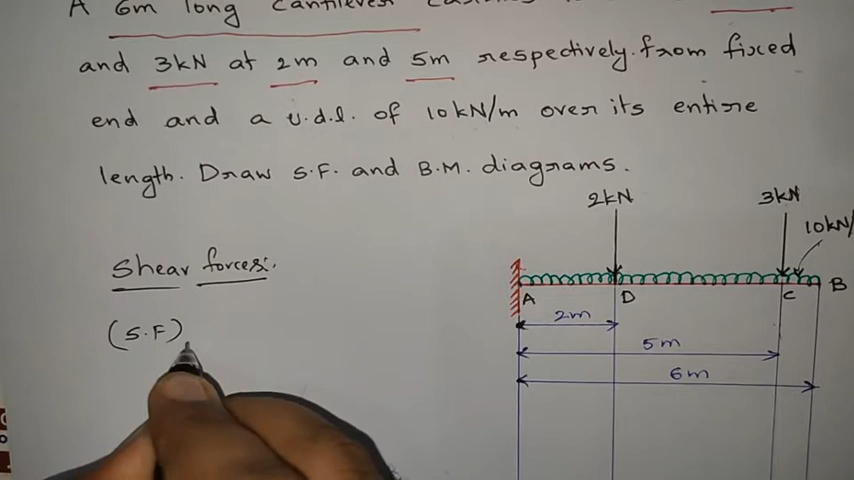 A 6m long cantilever
and 3kN at 2m and 5m respectively. from fixed
end and a U.d.l. of 10kN/m over its entire
length. Draw S.F. and B.M. diagrams.
Shear forces:
(S.F)
2kN
3kN
10kN/
A
D
C
B
2m
5m
6m